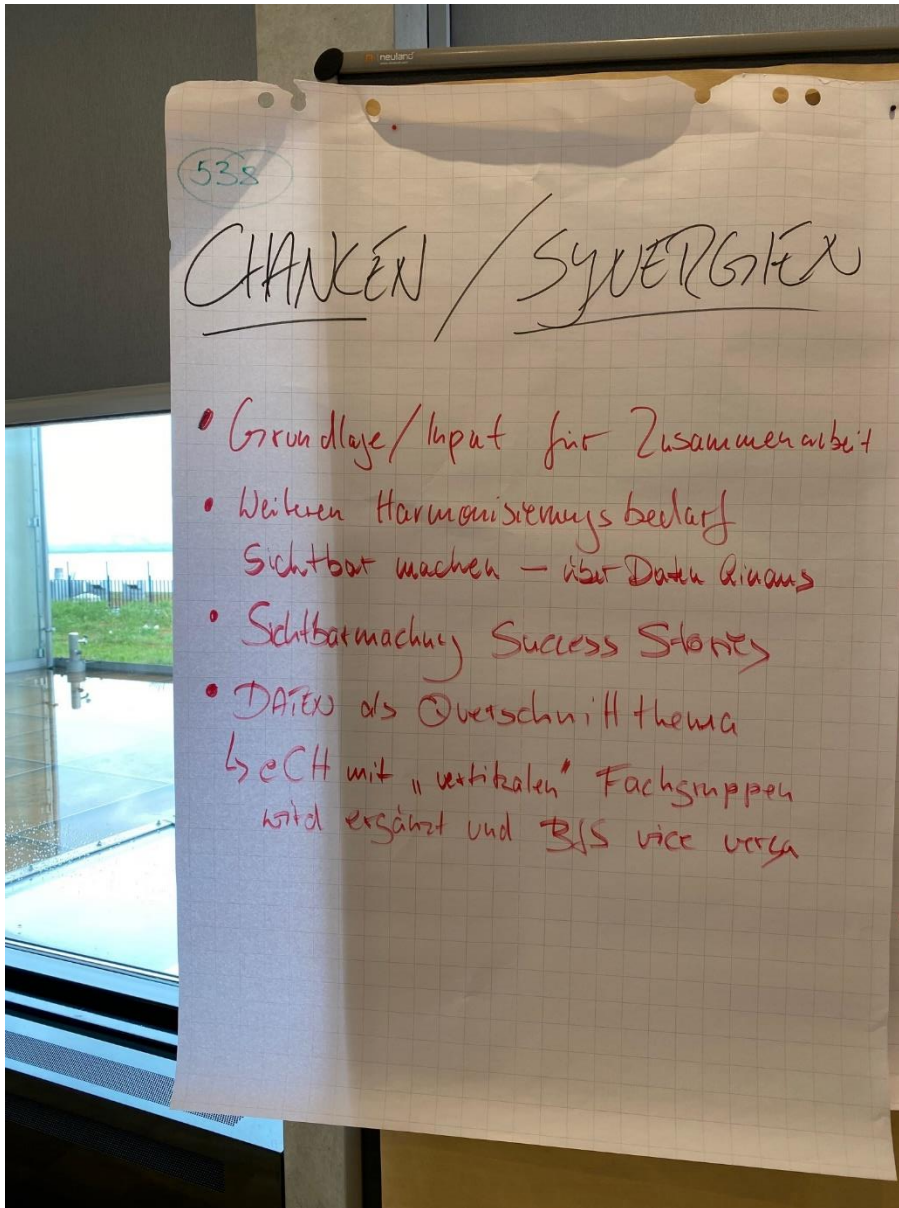 neuland
538
CHANCEN / SYNERGIEN
• Grundlage/Input für Zusammenarbeit
• Weiteren Harmonisierungsbedarf
Sichtbar machen – über Daten hinaus
• Sichtbarmachung Success Stories
• DATEN als Querschnittthema
↳ eCH mit „vertikalen" Fachgruppen
wird ergänzt und BfS vice versa